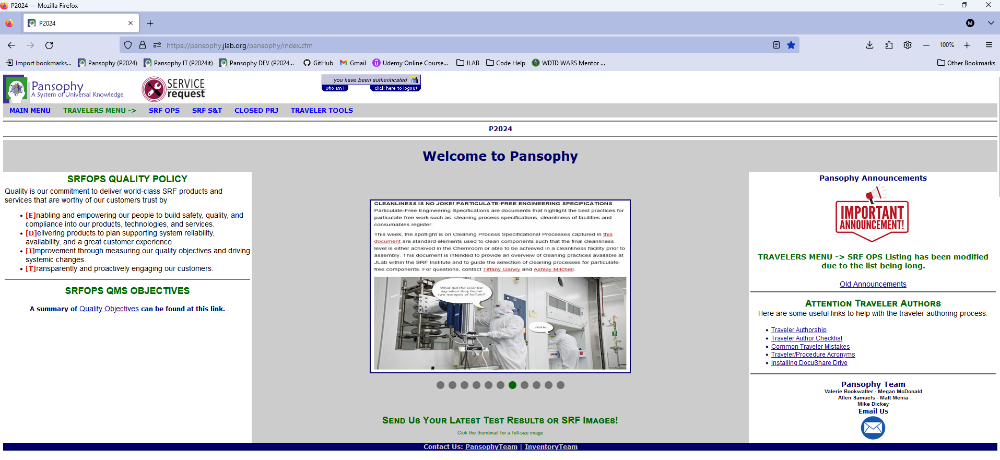 P2024 — Mozilla Firefox
P2024
https://pansophy.jlab.org/pansophy/index.cfm
100%
Import bookmarks...
Pansophy (P2024)
Pansophy IT (P2024it)
Pansophy DEV (P2024...
GitHub
Gmail
Udemy Online Course...
JLAB
Code Help
WDTD WARS Mentor ...
Other Bookmarks
M
Pansophy
A System of Universal Knowledge
SERVICE
request
you have been authenticated
who am i
click here to logout
MAIN MENU TRAVELERS MENU -> SRF OPS SRF S&T CLOSED PRJ TRAVELER TOOLS
P2024
Welcome to Pansophy
SRFOPS QUALITY POLICY
Quality is our commitment to deliver world-class SRF products and
services that are worthy of our customers trust by
• [E]nabling and empowering our people to build safety, quality, and
compliance into our products, technologies, and services.
• [D]elivering products to plan supporting system reliability,
availability, and a great customer experience.
• [I]mprovement through measuring our quality objectives and driving
systemic changes.
• [T]ransparently and proactively engaging our customers.
SRFOPS QMS OBJECTIVES
A summary of Quality Objectives can be found at this link.
CLEANLINESS IS NO JOKE! PARTICULATE-FREE ENGINEERING SPECIFICATIONS
Particulate-Free Engineering Specifications are documents that highlight the best practices for
particulate-free work such as: cleaning process specifications, cleanliness of facilities and
consumables register.
This week, the spotlight is on Cleaning Process Specifications! Processes captured in this
document are standard elements used to clean components such that the final cleanliness
level is either achieved in the Chemroom or able to be achieved in a cleanliness facility prior to
assembly. This document is intended to provide an overview of cleaning practices available at
JLab within the SRF Institute and to guide the selection of cleaning processes for particulate-
free components. For questions, contact Tiffany Ganey and Ashley Mitchell.
What did the scientist
say when they found
two isotopes of helium?
HeHe
SEND US YOUR LATEST TEST RESULTS OR SRF IMAGES!
Cick the thumbnail for a full-size image
Pansophy Announcements
IMPORTANT
ANNOUNCEMENT!
TRAVELERS MENU -> SRF OPS Listing has been modified
due to the list being long.
Old Announcements
ATTENTION TRAVELER AUTHORS
Here are some useful links to help with the traveler authoring process.
• Traveler Authorship
• Traveler Author Checklist
• Common Traveler Mistakes
• Traveler/Procedure Acronyms
• Installing DocuShare Drive
Pansophy Team
Valerie Bookwalter - Megan McDonald
Allen Samuels - Matt Menia
Mike Dickey
Email Us
Contact Us: PansophyTeam | InventoryTeam